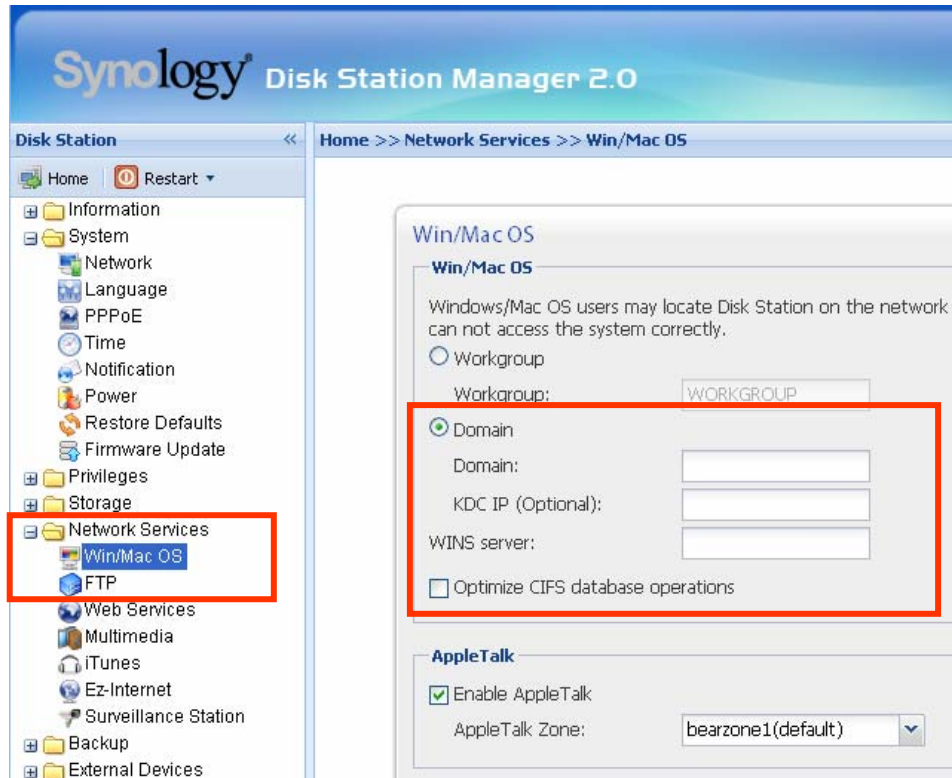 Synology Disk Station Manager 2.0
Disk Station «
Home >> Network Services >> Win/Mac OS
Home Restart
Information
System
Network
Language
PPPoE
Time
Notification
Power
Restore Defaults
Firmware Update
Privileges
Storage
Network Services
Win/Mac OS
FTP
Web Services
Multimedia
iTunes
Ez-Internet
Surveillance Station
Backup
External Devices
Win/Mac OS
Win/Mac OS
Windows/Mac OS users may locate Disk Station on the network
can not access the system correctly.
Workgroup
Workgroup: WORKGROUP
Domain
Domain:
KDC IP (Optional):
WINS server:
Optimize CIFS database operations
AppleTalk
Enable AppleTalk
AppleTalk Zone: bearzone1(default)